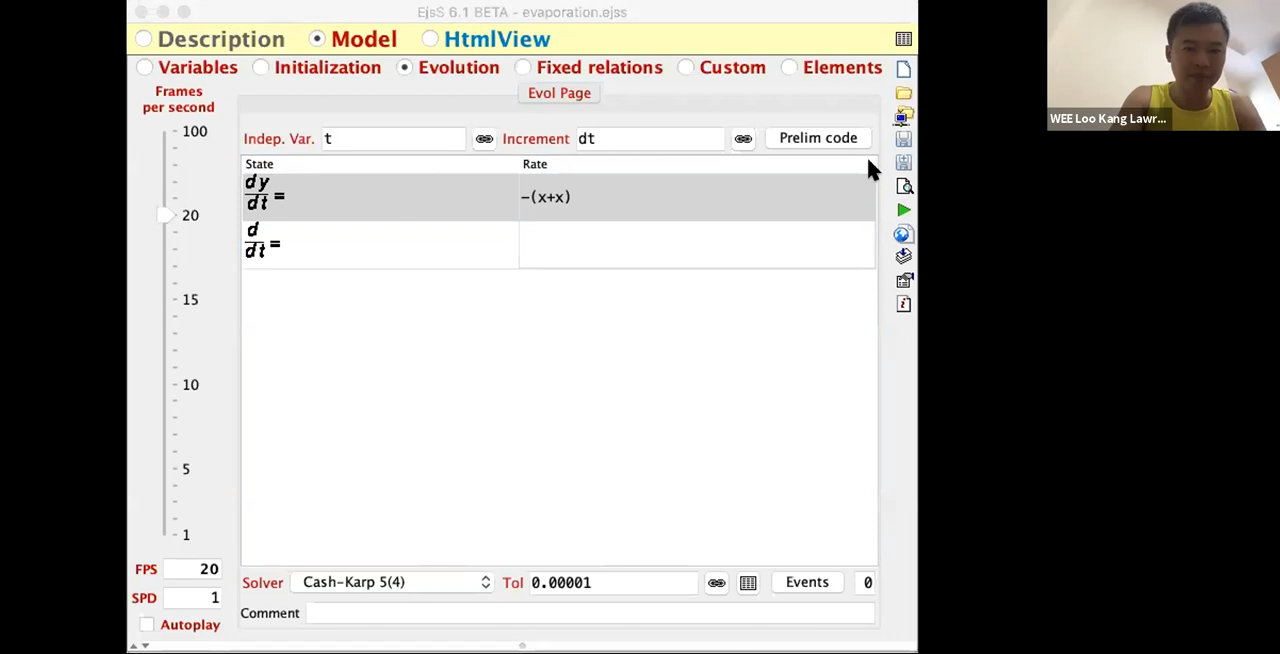 EjsS 6.1 BETA - evaporation.ejss
Description Model HtmlView
Variables Initialization Evolution Fixed relations Custom Elements
Frames
per second
Evol Page
Indep. Var. t Increment dt Prelim code
State Rate
dy
dt = -(x+x)
d
dt =
100
20
15
10
5
1
FPS 20
SPD 1
Autoplay
Solver Cash-Karp 5(4) Tol 0.00001 Events 0
Comment
WEE Loo Kang Lawr...